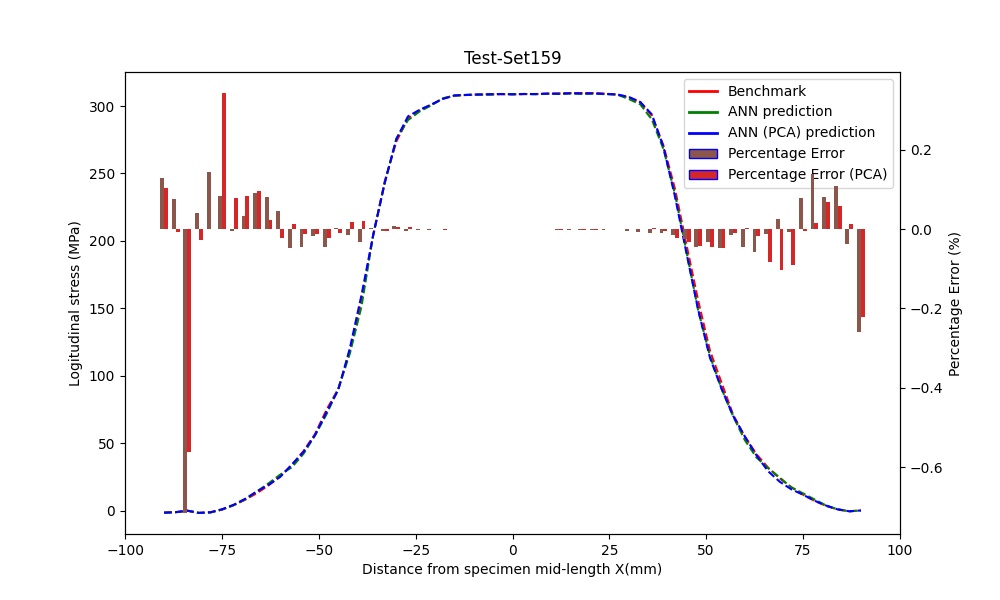 Test-Set159
Benchmark
ANN prediction
ANN (PCA) prediction
Percentage Error
Percentage Error (PCA)
300
250
200
150
100
50
0
Logitudinal stress (MPa)
0.2
0.0
−0.2
−0.4
−0.6
Percentage Error (%)
−100 −75 −50 −25 0 25 50 75 100
Distance from specimen mid-length X(mm)